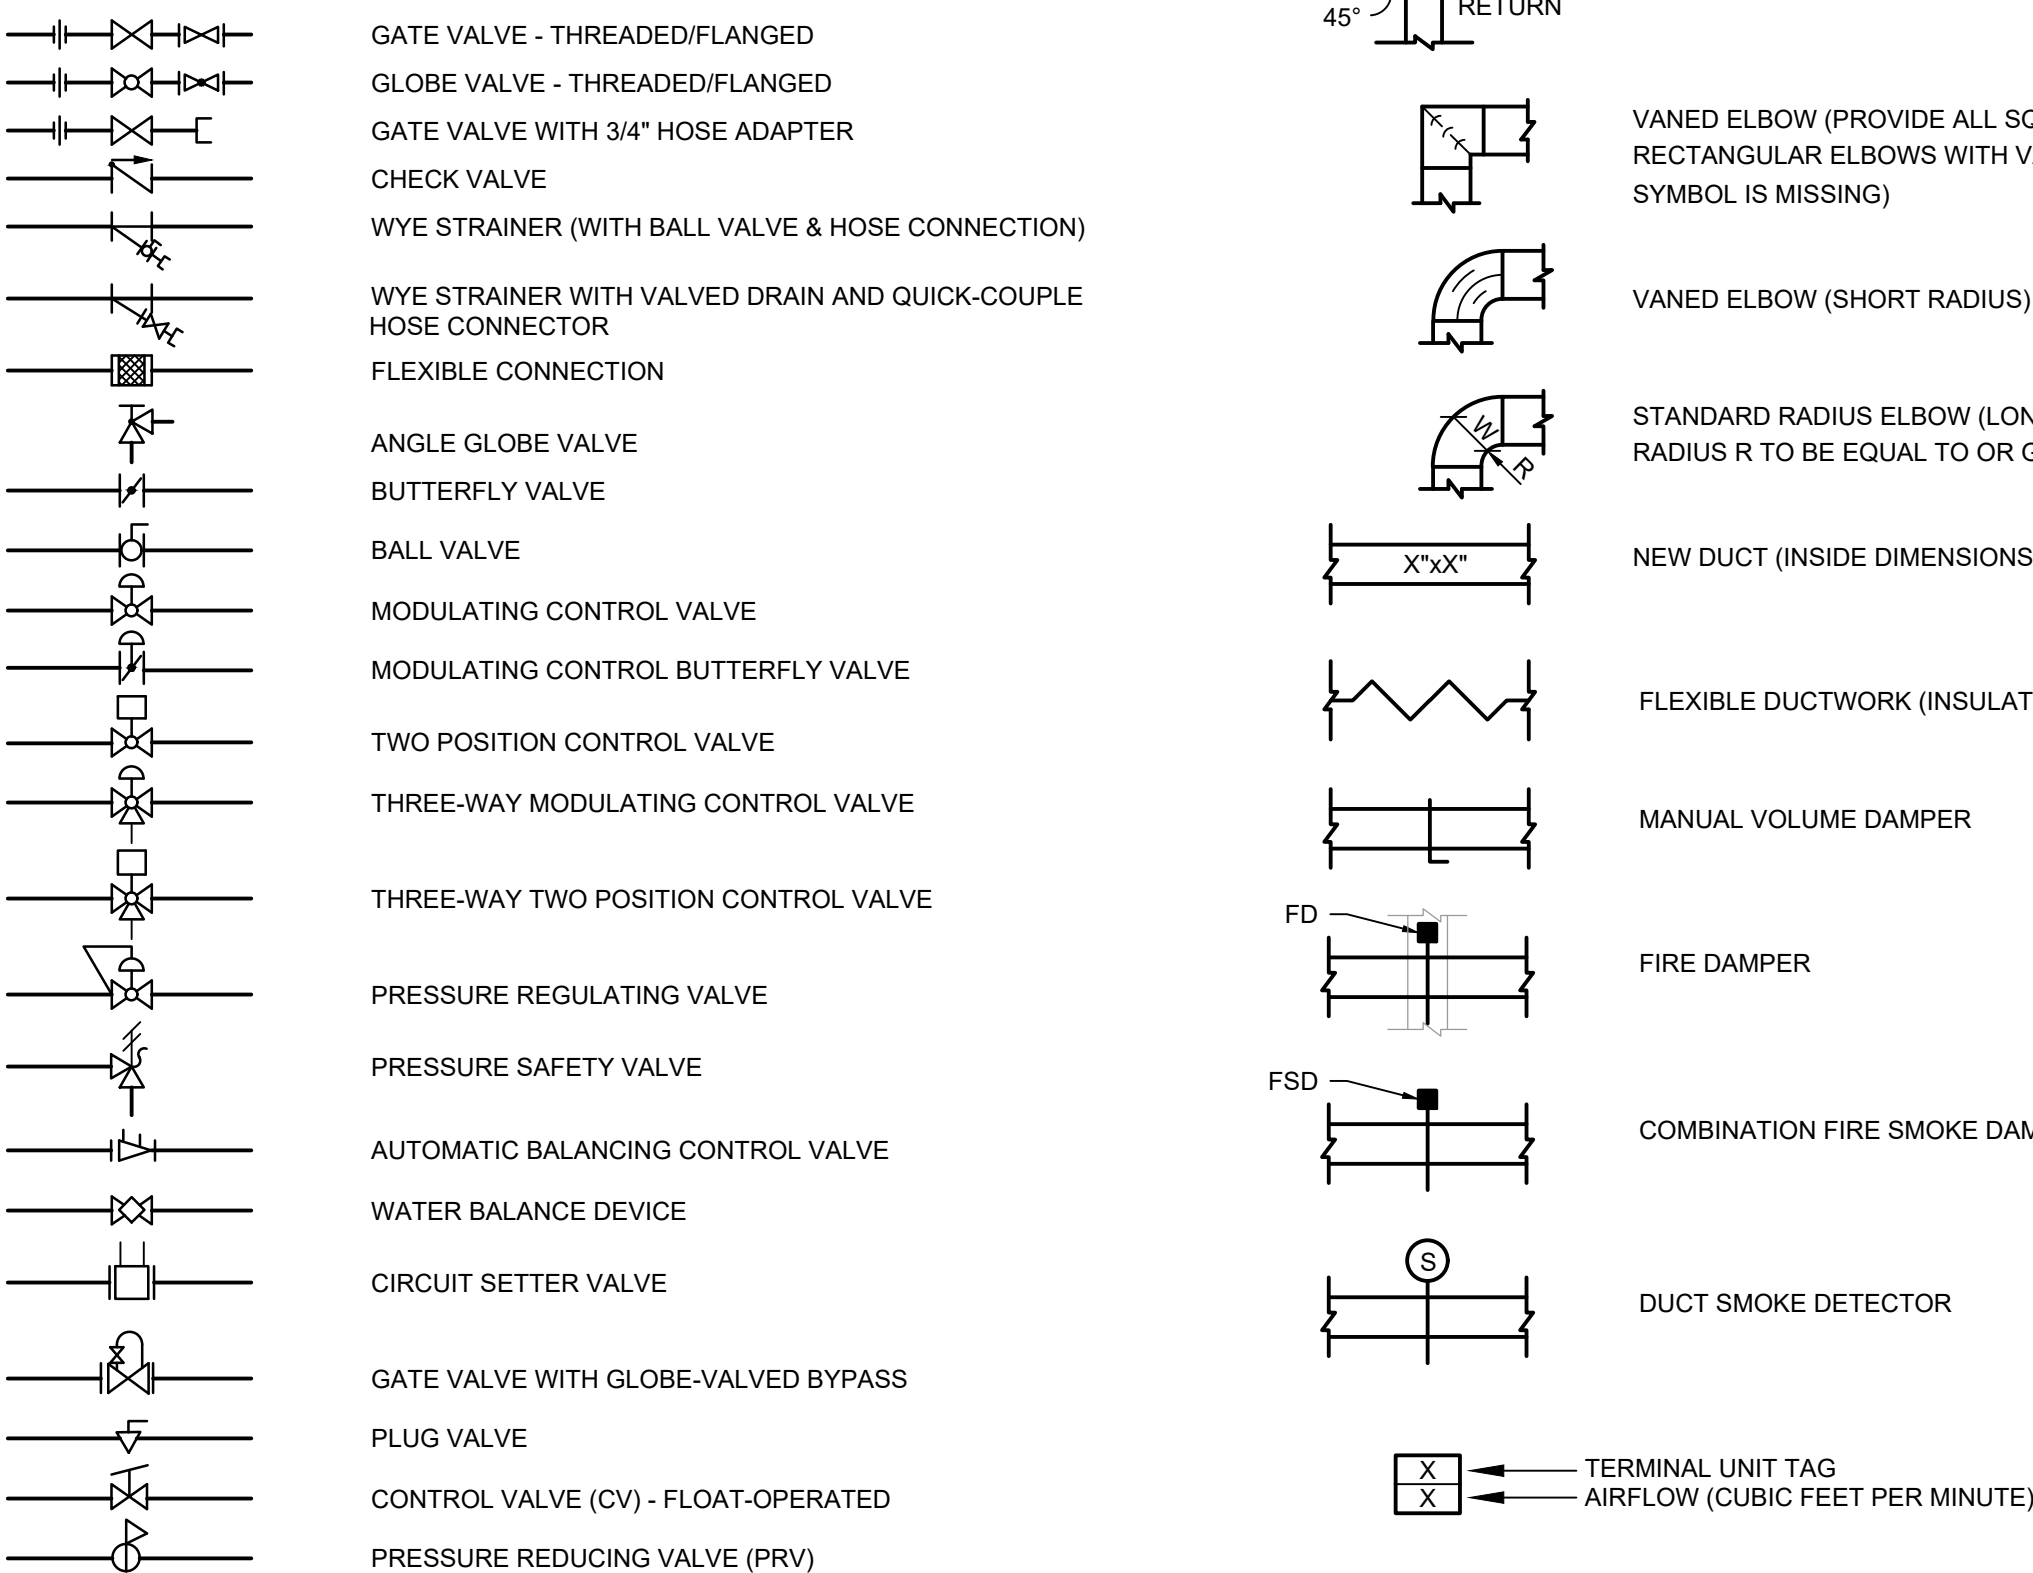 GATE VALVE - THREADED/FLANGED
GLOBE VALVE - THREADED/FLANGED
GATE VALVE WITH 3/4" HOSE ADAPTER
CHECK VALVE
WYE STRAINER (WITH BALL VALVE & HOSE CONNECTION)
WYE STRAINER WITH VALVED DRAIN AND QUICK-COUPLE
HOSE CONNECTOR
FLEXIBLE CONNECTION
ANGLE GLOBE VALVE
BUTTERFLY VALVE
BALL VALVE
MODULATING CONTROL VALVE
MODULATING CONTROL BUTTERFLY VALVE
TWO POSITION CONTROL VALVE
THREE-WAY MODULATING CONTROL VALVE
THREE-WAY TWO POSITION CONTROL VALVE
PRESSURE REGULATING VALVE
PRESSURE SAFETY VALVE
AUTOMATIC BALANCING CONTROL VALVE
WATER BALANCE DEVICE
CIRCUIT SETTER VALVE
GATE VALVE WITH GLOBE-VALVED BYPASS
PLUG VALVE
CONTROL VALVE (CV) - FLOAT-OPERATED
PRESSURE REDUCING VALVE (PRV)
45°
RETURN
VANED ELBOW (PROVIDE ALL
RECTANGULAR ELBOWS WITH
SYMBOL IS MISSING)
VANED ELBOW (SHORT RADIUS)
W
R
STANDARD RADIUS ELBOW
RADIUS R TO BE EQUAL TO OR
X"xX"
NEW DUCT (INSIDE DIMENSIONS
FLEXIBLE DUCTWORK
MANUAL VOLUME DAMPER
FD
FIRE DAMPER
FSD
COMBINATION FIRE SMOKE
S
DUCT SMOKE DETECTOR
X
TERMINAL UNIT TAG
X
AIRFLOW (CUBIC FEET PER MINUTE)